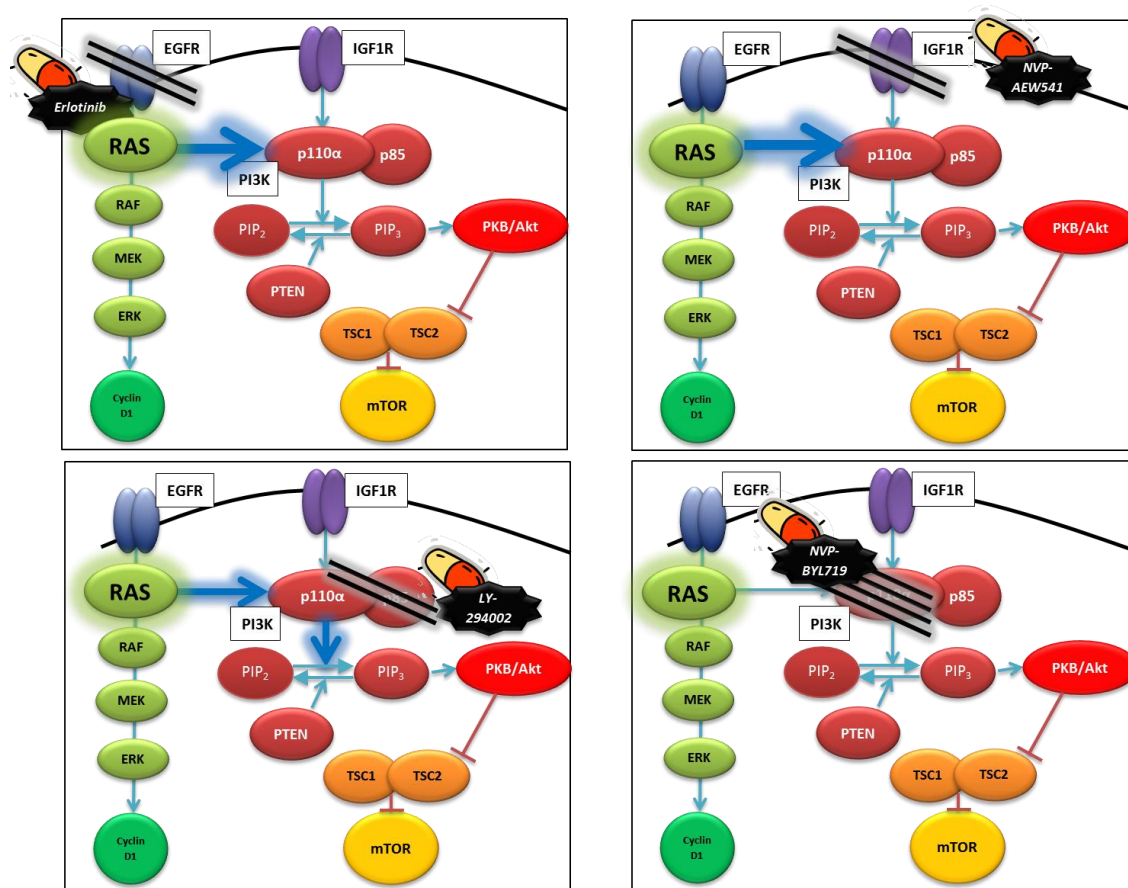 EGFR
IGF1R
Erlotinib
RAS
p110α
p85
PI3K
RAF
PIP2
PIP3
PKB/Akt
MEK
PTEN
ERK
TSC1
TSC2
Cyclin
D1
mTOR
EGFR
IGF1R
NVP-
AEW541
RAS
p110α
p85
PI3K
RAF
PIP2
PIP3
PKB/Akt
MEK
PTEN
ERK
TSC1
TSC2
Cyclin
D1
mTOR
EGFR
IGF1R
RAS
p110α
LY-
294002
PI3K
RAF
PIP2
PIP3
PKB/Akt
MEK
PTEN
ERK
TSC1
TSC2
Cyclin
D1
mTOR
EGFR
IGF1R
NVP-
BYL719
RAS
p85
PI3K
RAF
PIP2
PIP3
PKB/Akt
MEK
PTEN
ERK
TSC1
TSC2
Cyclin
D1
mTOR